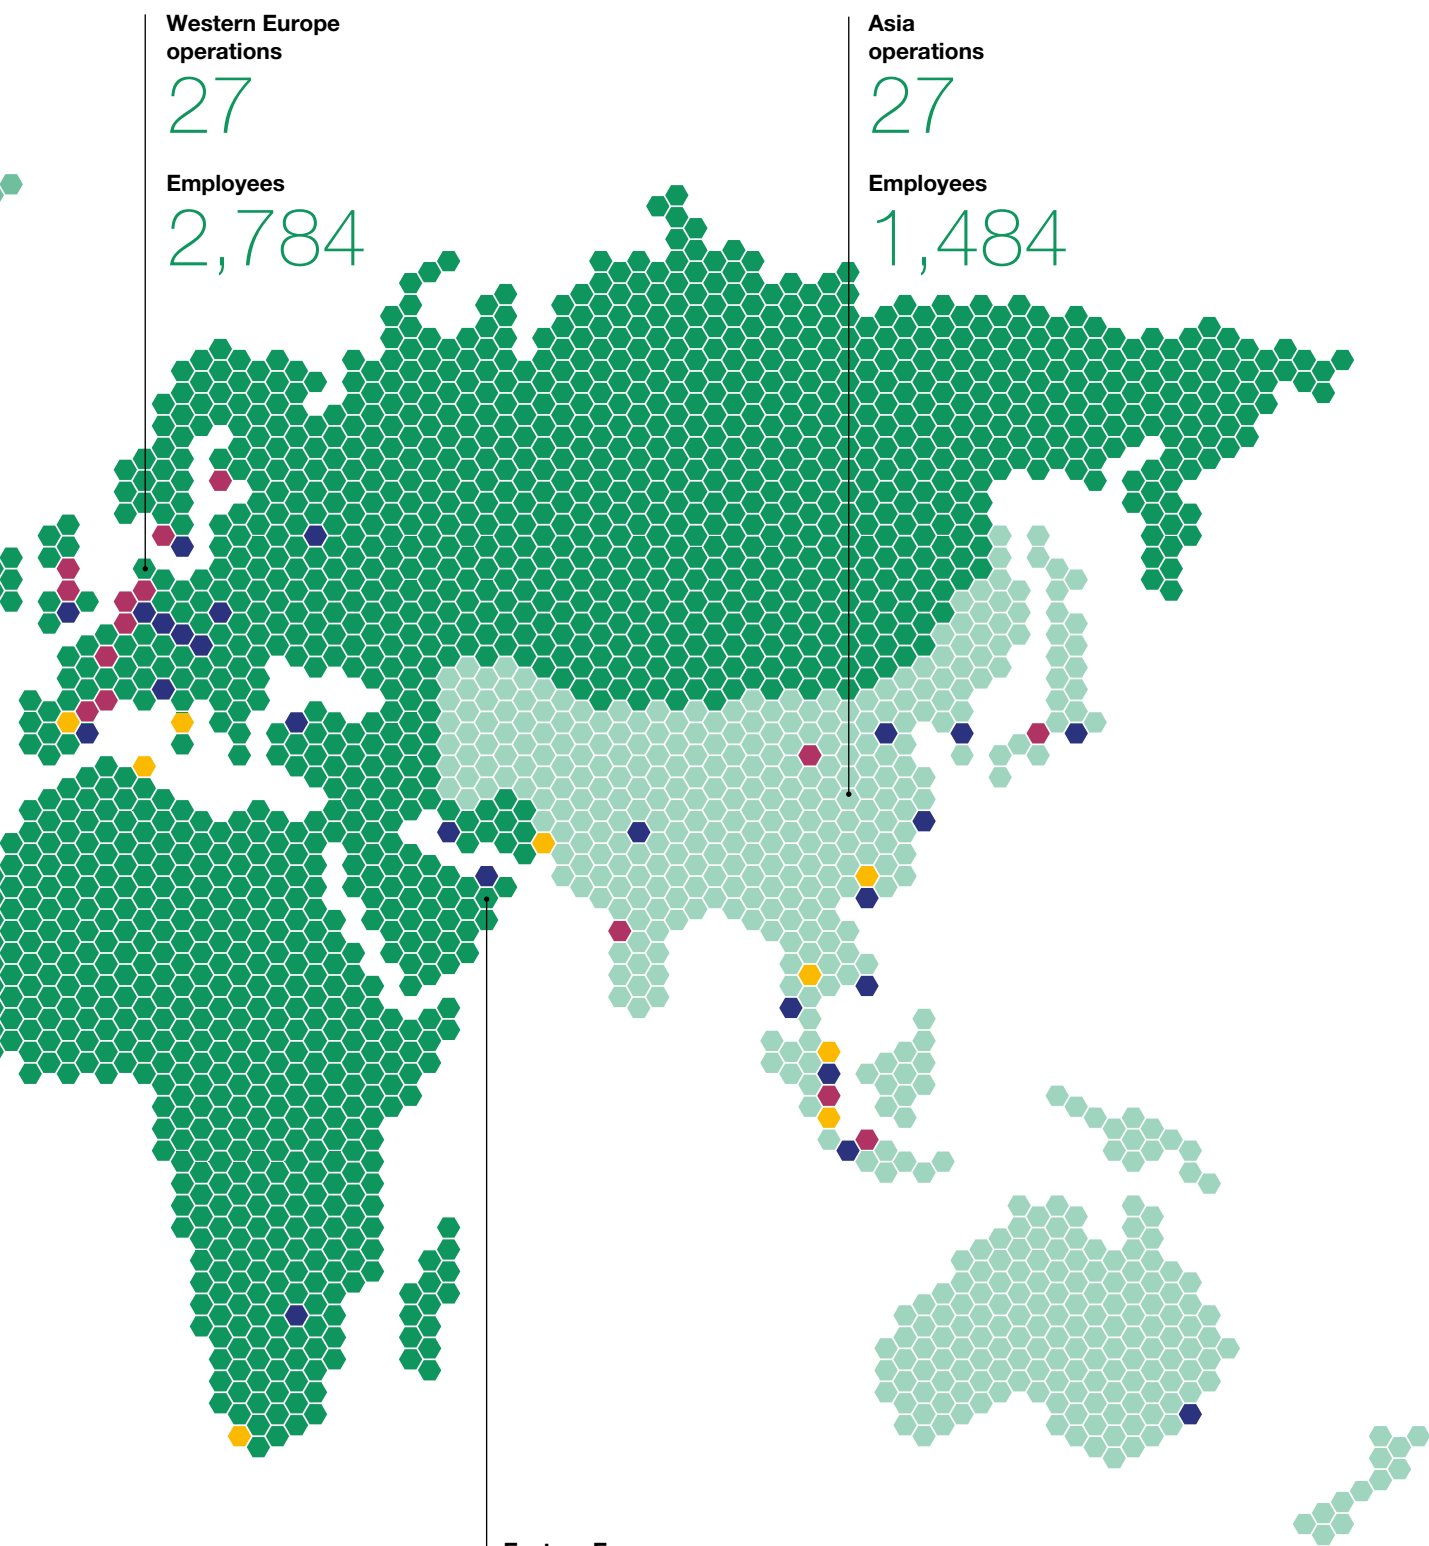 Western Europe
operations
27
Employees
2,784
Asia
operations
27
Employees
1,484